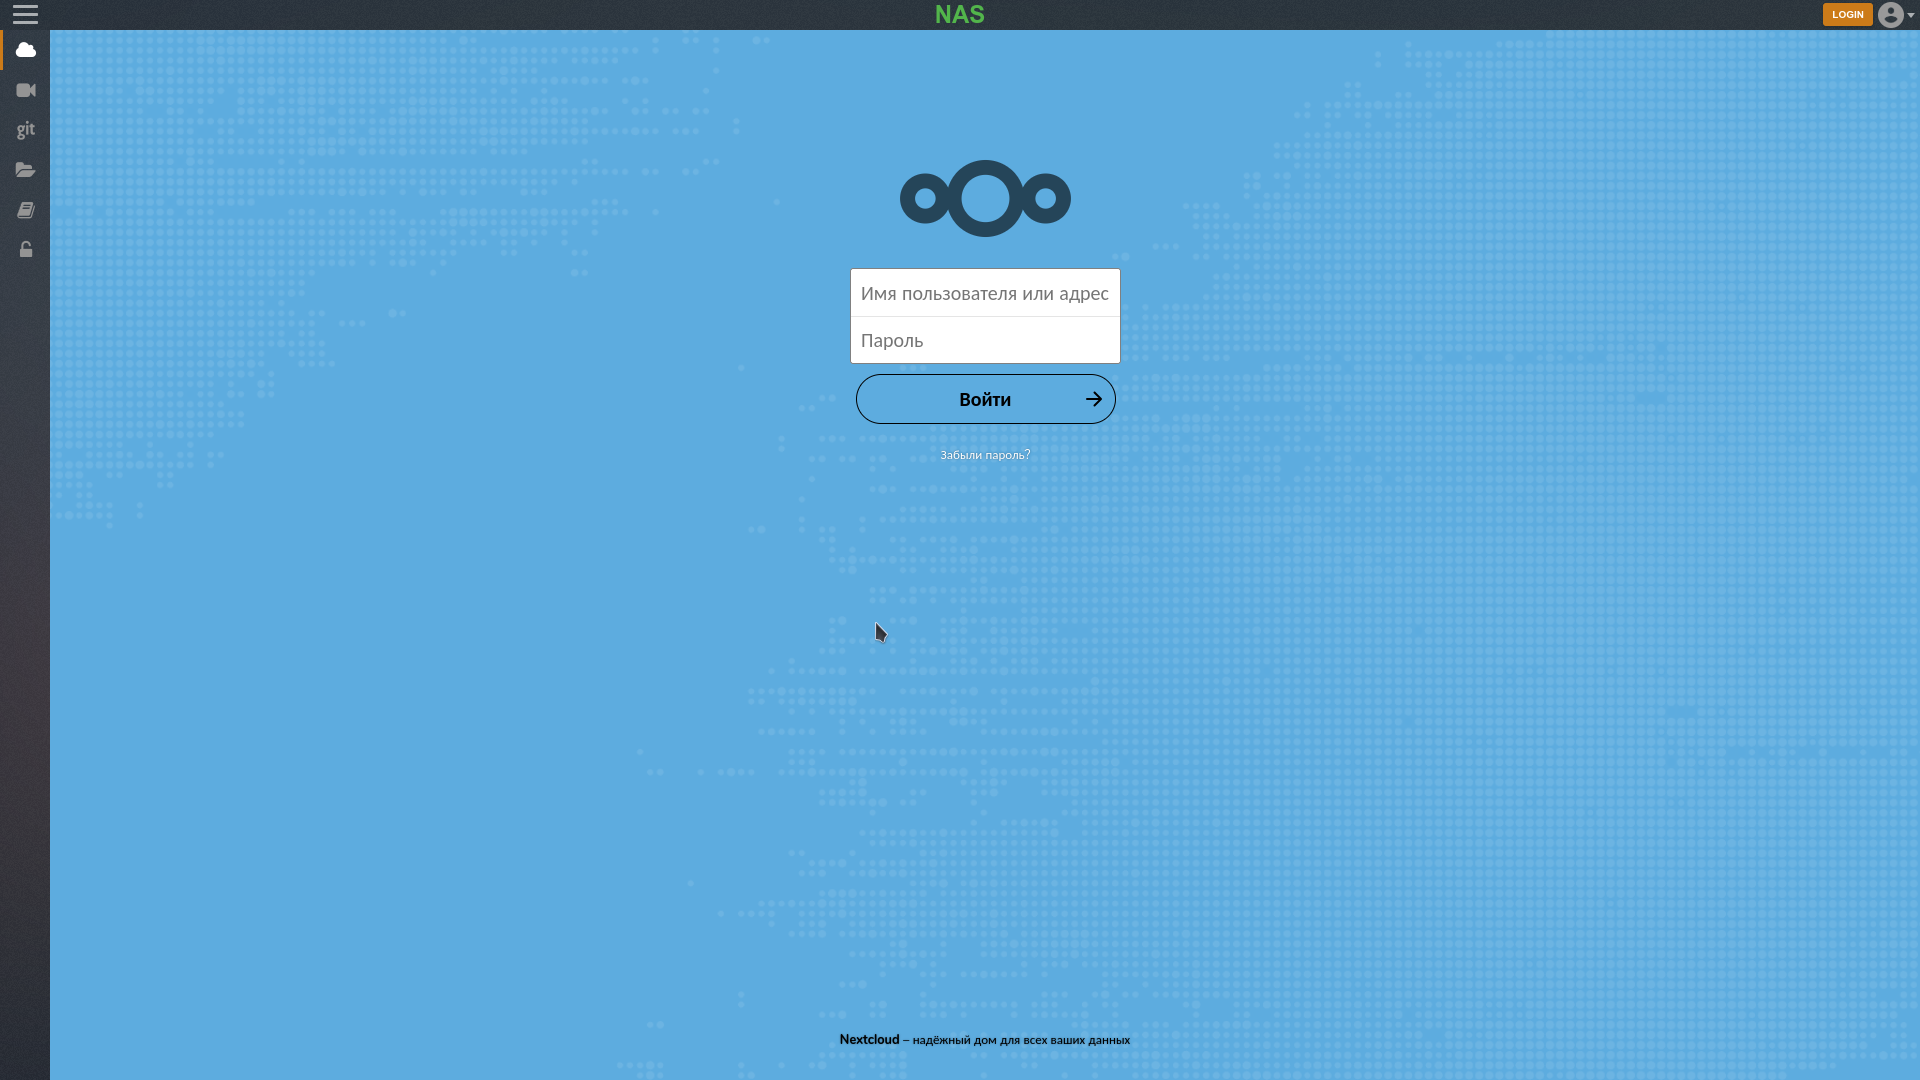 NAS
LOGIN
git
Имя пользователя или адрес
Пароль
Войти
Забыли пароль?
Nextcloud – надёжный дом для всех ваших данных